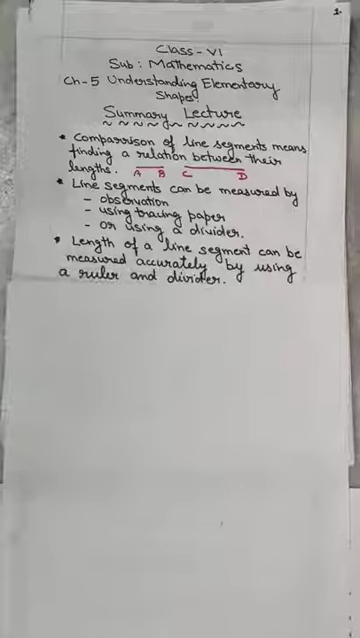 1.
Class - VI
Sub : Mathematics
Ch-5 Understanding Elementary
Shapes
Summary Lecture
• Comparison of line segments means
finding a relation between their
lengths. A B C D
• Line segments can be measured by
- observation
- using tracing paper
- or using a divider.
• Length of a line segment can be
measured accurately by using
a ruler and divider.